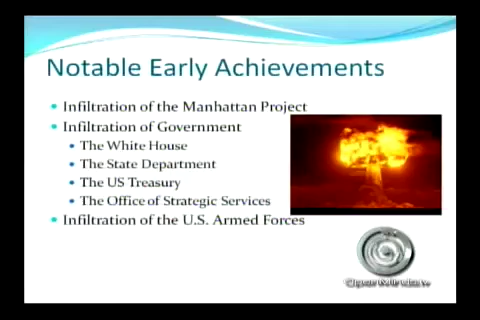 Notable Early Achievements
Infiltration of the Manhattan Project
Infiltration of Government
The White House
The State Department
The US Treasury
The Office of Strategic Services
Infiltration of the U.S. Armed Forces